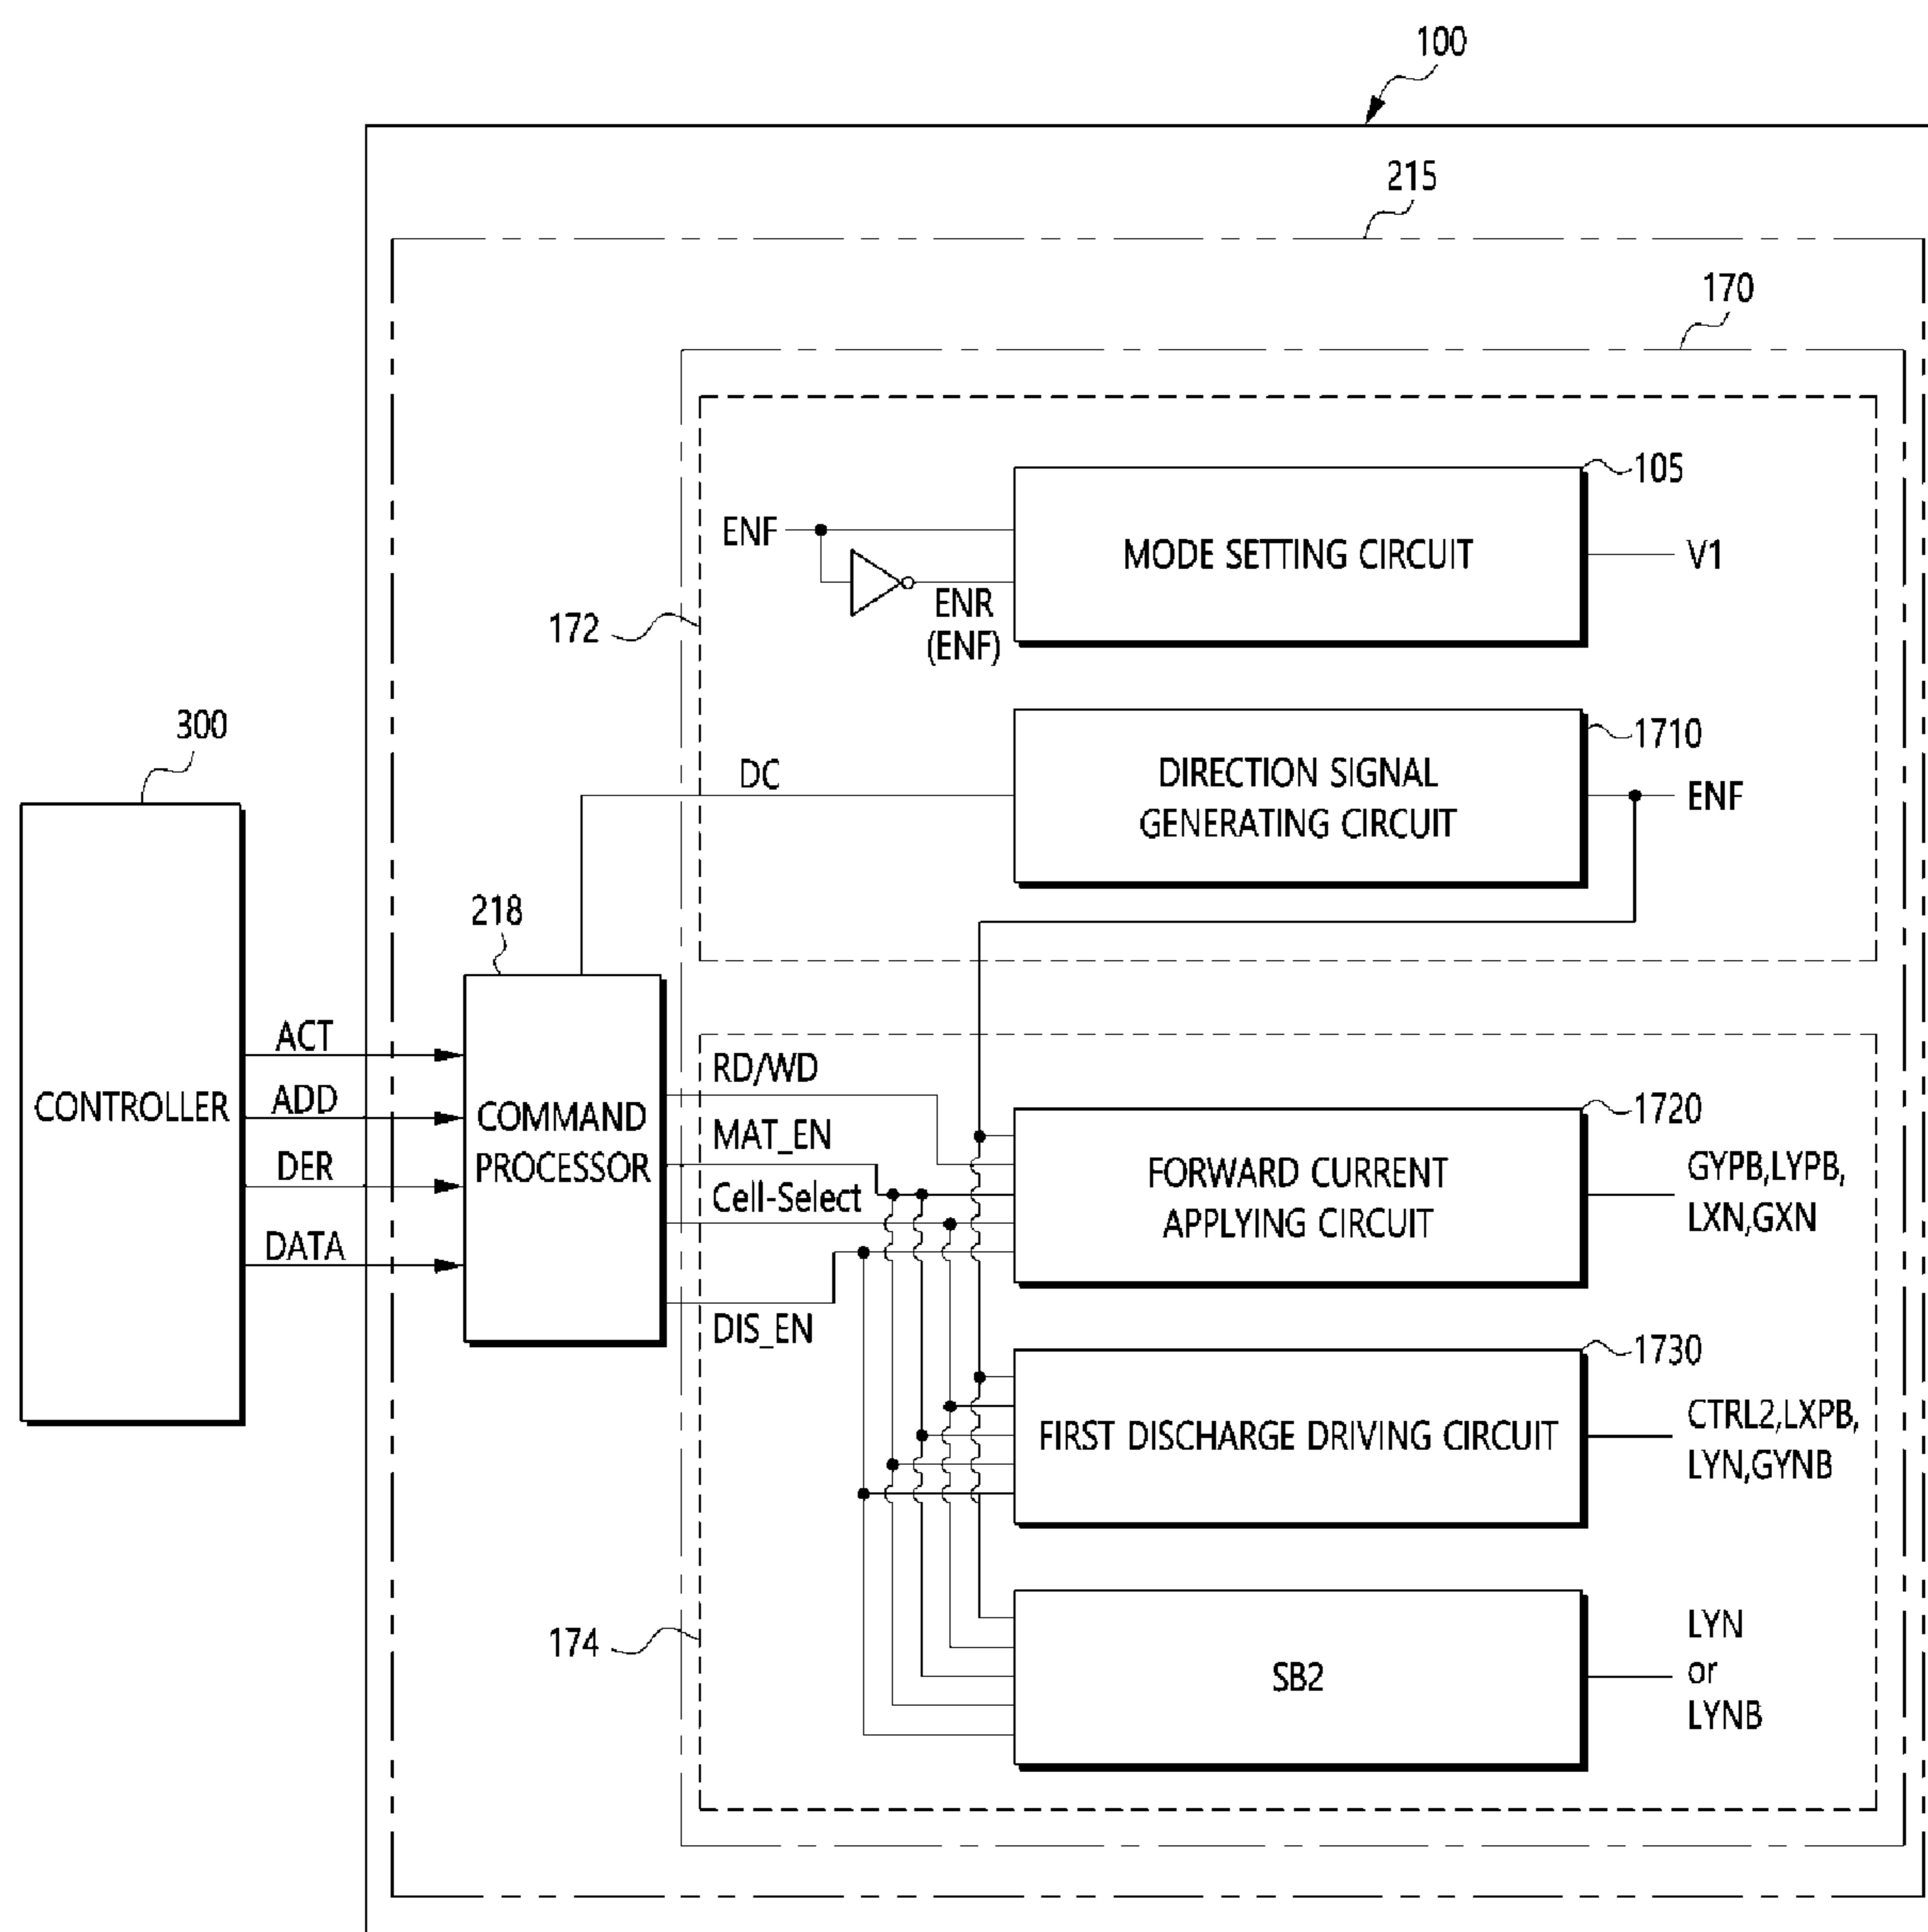 100
215
170
105
ENF
MODE SETTING CIRCUIT
V1
ENR
(ENF)
172
300
1710
DC
DIRECTION SIGNAL
GENERATING CIRCUIT
ENF
218
ACT
RD/WD
CONTROLLER
ADD
COMMAND
PROCESSOR
MAT_EN
1720
DER
FORWARD CURRENT
APPLYING CIRCUIT
GYPB,LYPB,
LXN,GXN
Cell-Select
DATA
DIS_EN
1730
FIRST DISCHARGE DRIVING CIRCUIT
CTRL2,LXPB,
LYN,GYNB
174
SB2
LYN
or
LYNB